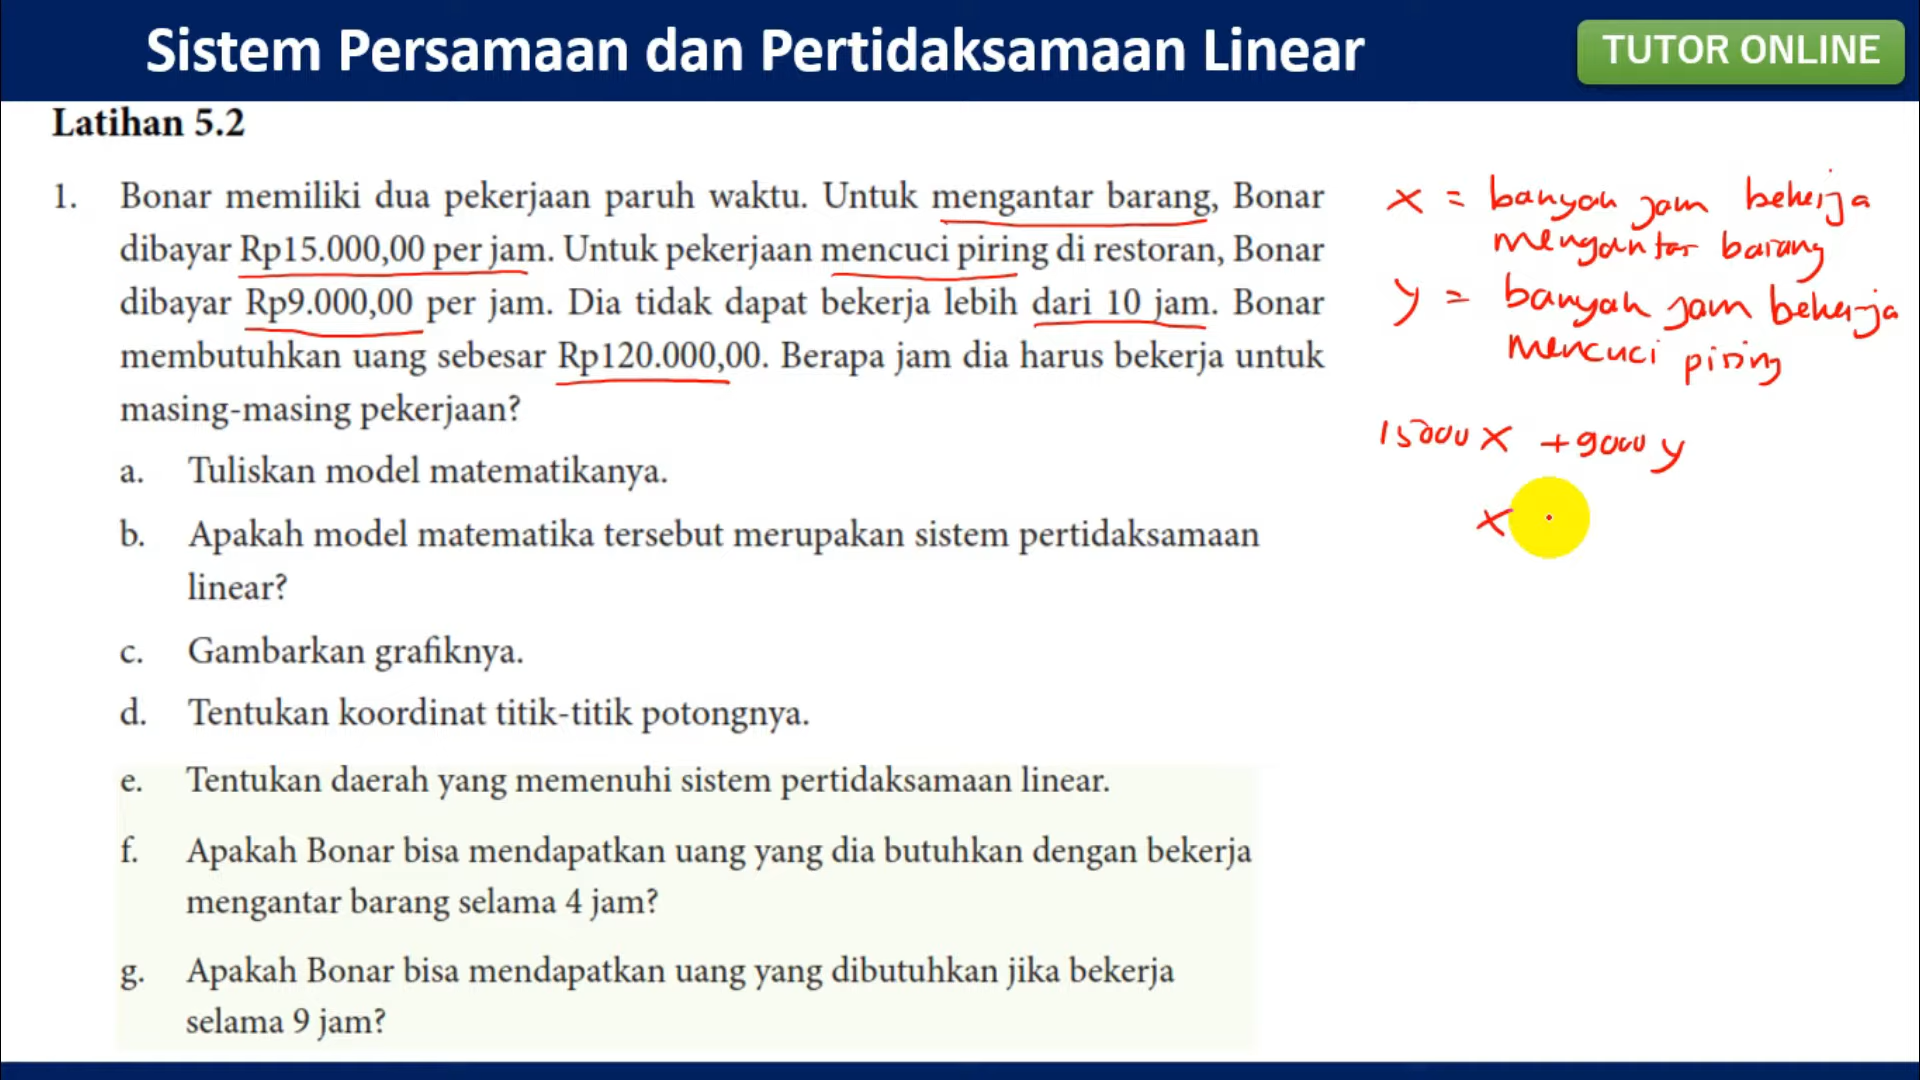 Sistem Persamaan dan Pertidaksamaan Linear
TUTOR ONLINE
Latihan 5.2
1. Bonar memiliki dua pekerjaan paruh waktu. Untuk mengantar barang, Bonar
dibayar Rp15.000,00 per jam. Untuk pekerjaan mencuci piring di restoran, Bonar
dibayar Rp9.000,00 per jam. Dia tidak dapat bekerja lebih dari 10 jam. Bonar
membutuhkan uang sebesar Rp120.000,00. Berapa jam dia harus bekerja untuk
masing-masing pekerjaan?
a. Tuliskan model matematikanya.
b. Apakah model matematika tersebut merupakan sistem pertidaksamaan
linear?
c. Gambarkan grafiknya.
d. Tentukan koordinat titik-titik potongnya.
e. Tentukan daerah yang memenuhi sistem pertidaksamaan linear.
f. Apakah Bonar bisa mendapatkan uang yang dia butuhkan dengan bekerja
mengantar barang selama 4 jam?
g. Apakah Bonar bisa mendapatkan uang yang dibutuhkan jika bekerja
selama 9 jam?
x = banyak jam bekerja
mengantar barang
y = banyak jam bekerja
mencuci piring
15000 x + 9000 y
x